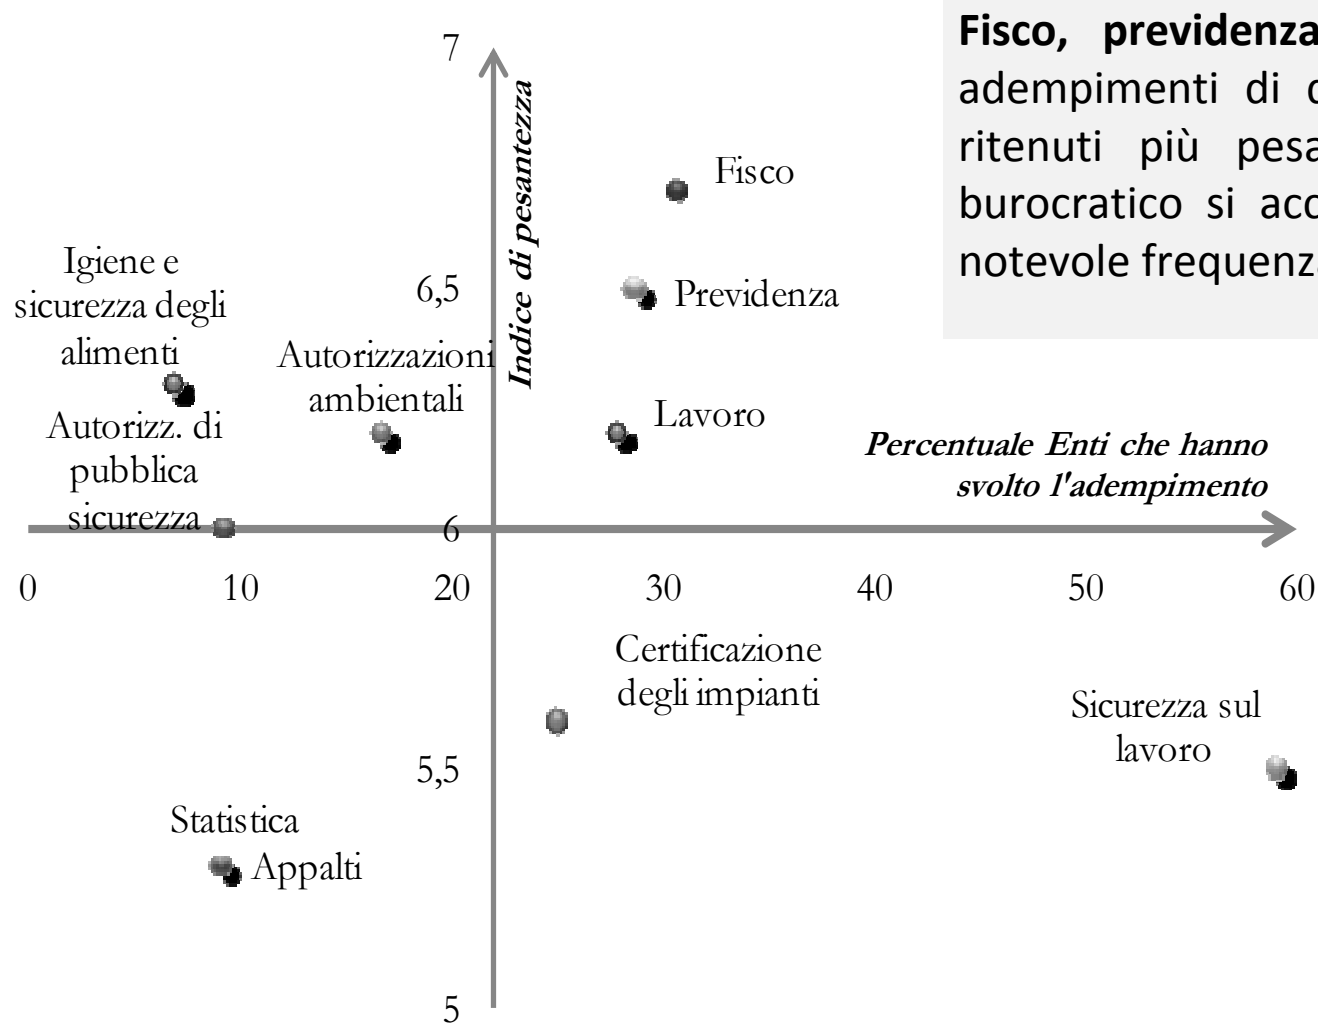 Fisco, previdenza
adempimenti di
ritenuti più
burocratico si
notevole frequenza
7
Indice di pesantezza
Fisco
6,5
Previdenza
Igiene e
sicurezza degli
alimenti
Autorizzazioni
ambientali
Lavoro
Autorizz. di
pubblica
sicurezza
Percentuale Enti che hanno
svolto l'adempimento
6
0 10 20 30 40 50 60
Certificazione
degli impianti
Sicurezza sul
lavoro
5,5
Statistica
Appalti
5